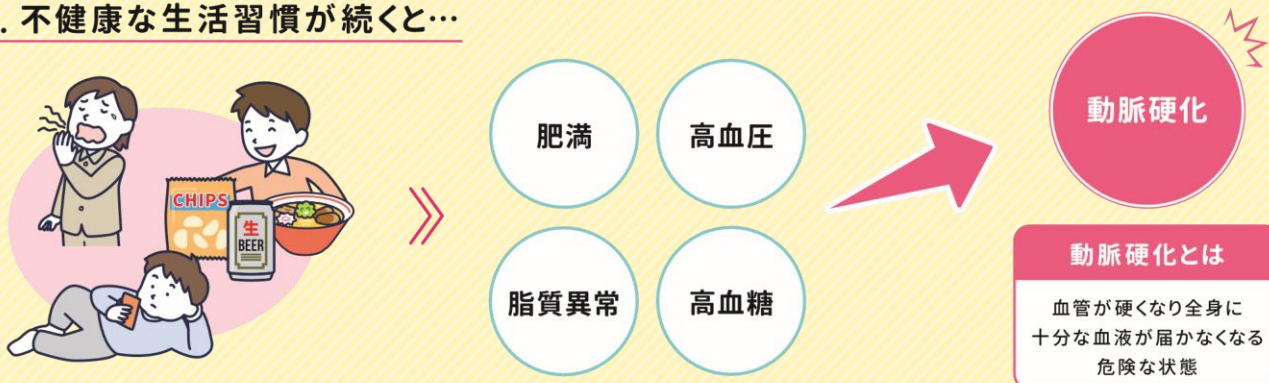 . 不健康な生活習慣が続くと…
CHIPS
生
BEER
肥満
高血圧
脂質異常
高血糖
動脈硬化
動脈硬化とは
血管が硬くなり全身に
十分な血液が届かなくなる
危険な状態